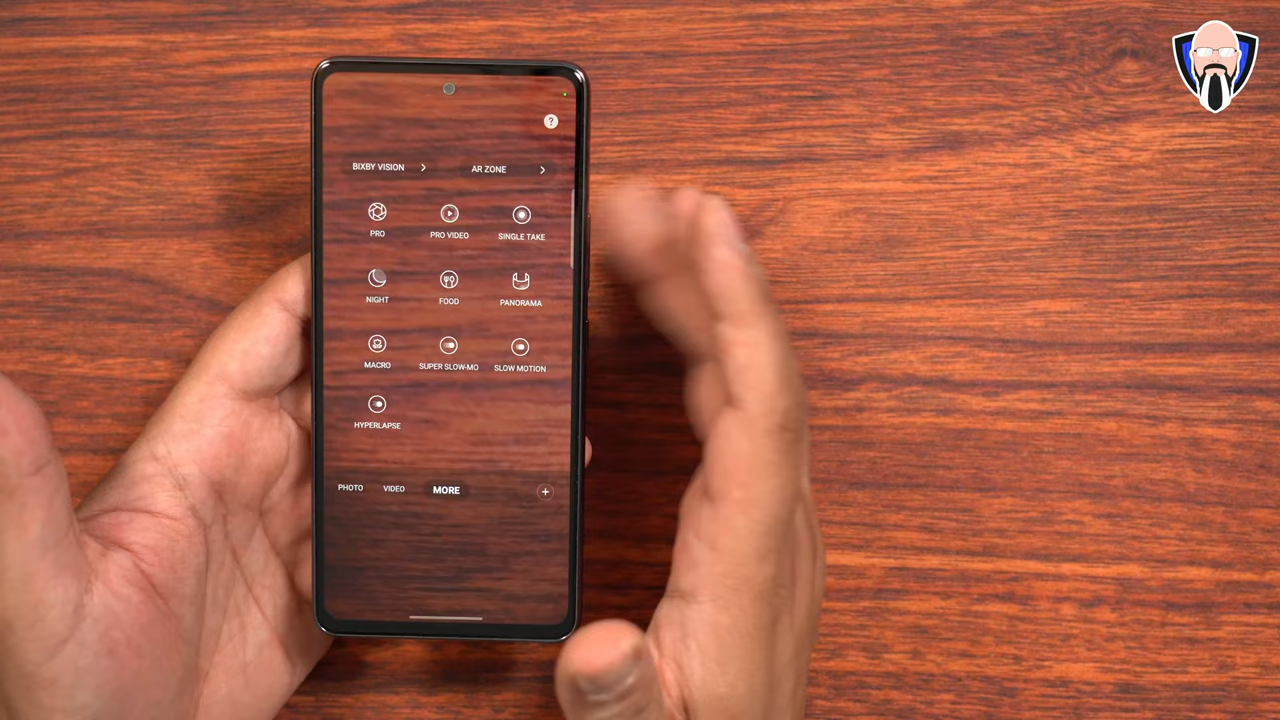 ?
BIXBY VISION > AR ZONE >
PRO PRO VIDEO SINGLE TAKE
NIGHT FOOD PANORAMA
MACRO SUPER SLOW-MO SLOW MOTION
HYPERLAPSE
PHOTO VIDEO MORE +